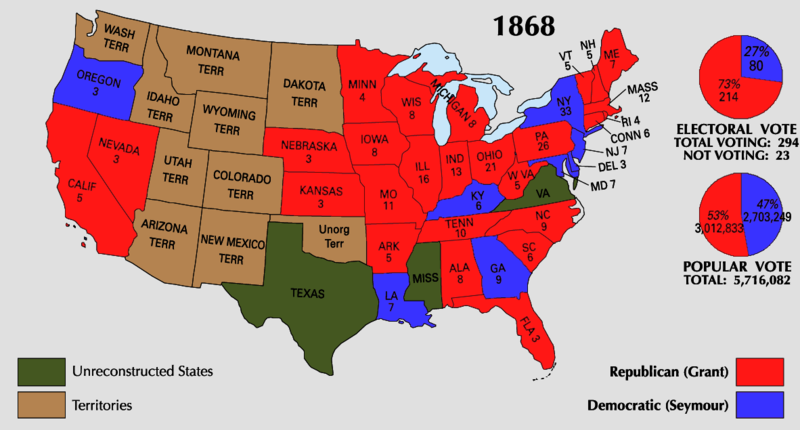 1868
WASH
TERR
OREGON
3
IDAHO
TERR
MONTANA
TERR
WYOMING
TERR
DAKOTA
TERR
MINN
4
WIS
8
MICHIGAN 8
VT
5
NH
5
ME
7
MASS
12
RI 4
CONN 6
NY
33
PA
26
NJ 7
DEL 3
MD 7
CALIF
5
NEVADA
3
UTAH
TERR
COLORADO
TERR
NEBRASKA
3
KANSAS
3
IOWA
8
MO
11
ILL
16
IND
13
OHIO
21
W VA
5
VA
KY
6
TENN
10
NC
9
SC
6
ARIZONA
TERR
NEW MEXICO
TERR
Unorg
Terr
TEXAS
ARK
5
LA
7
MISS
ALA
8
GA
9
FLA 3
27%
80
73%
214
ELECTORAL VOTE
TOTAL VOTING: 294
NOT VOTING: 23
47%
2,703,249
53%
3,012,833
POPULAR VOTE
TOTAL: 5,716,082
Unreconstructed States
Territories
Republican (Grant)
Democratic (Seymour)